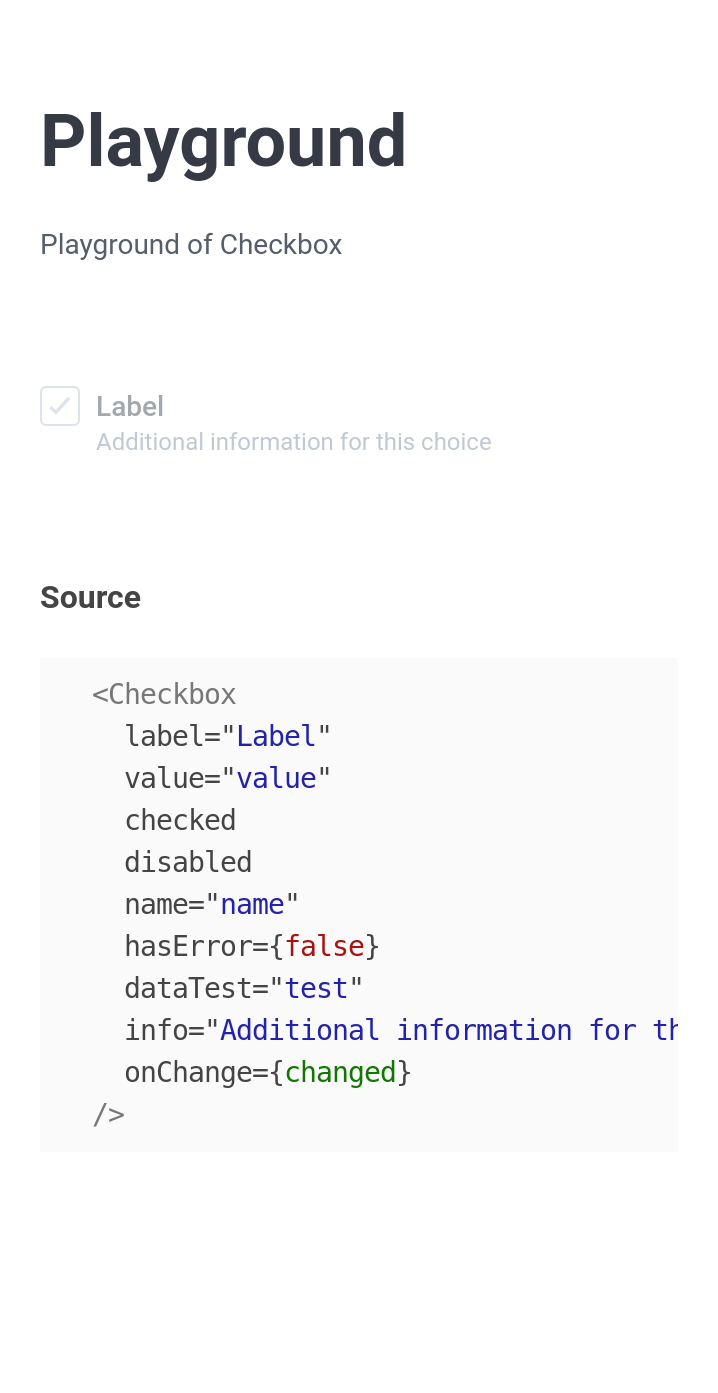 Playground
Playground of Checkbox
Label
Additional information for this choice
Source
<Checkbox
label="Label"
value="value"
checked
disabled
name="name"
hasError={false}
dataTest="test"
info="Additional information for th
onChange={changed}
/>